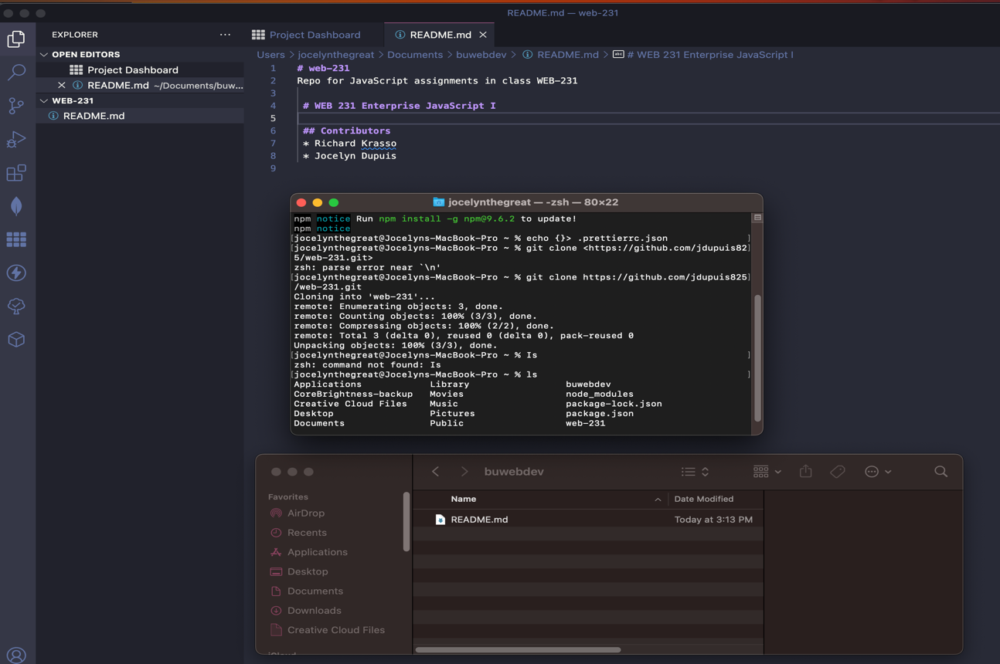 README.md — web-231
EXPLORER
OPEN EDITORS
Project Dashboard
README.md ~/Documents/buw...
WEB-231
README.md
Project Dashboard
README.md
Users > jocelynthegreat > Documents > buwebdev > README.md > # WEB 231 Enterprise JavaScript I
1 # web-231
2 Repo for JavaScript assignments in class WEB-231
3
4 # WEB 231 Enterprise JavaScript I
5
6 ## Contributors
7 * Richard Krasso
8 * Jocelyn Dupuis
9
jocelynthegreat — -zsh — 80×22
npm notice Run npm install -g npm@9.6.2 to update!
npm notice
[jocelynthegreat@Jocelyns-MacBook-Pro ~ % echo {}> .prettierrc.json ]
[jocelynthegreat@Jocelyns-MacBook-Pro ~ % git clone <https://github.com/jdupuis82]
5/web-231.git>
zsh: parse error near `\n'
[jocelynthegreat@Jocelyns-MacBook-Pro ~ % git clone https://github.com/jdupuis825]
/web-231.git
Cloning into 'web-231'...
remote: Enumerating objects: 3, done.
remote: Counting objects: 100% (3/3), done.
remote: Compressing objects: 100% (2/2), done.
remote: Total 3 (delta 0), reused 0 (delta 0), pack-reused 0
Unpacking objects: 100% (3/3), done.
[jocelynthegreat@Jocelyns-MacBook-Pro ~ % Is ]
zsh: command not found: Is
[jocelynthegreat@Jocelyns-MacBook-Pro ~ % ls ]
Applications Library buwebdev
CoreBrightness-backup Movies node_modules
Creative Cloud Files Music package-lock.json
Desktop Pictures package.json
Documents Public web-231
buwebdev
Favorites
AirDrop
Recents
Applications
Desktop
Documents
Downloads
Creative Cloud Files
iCloud
Name Date Modified
README.md Today at 3:13 PM